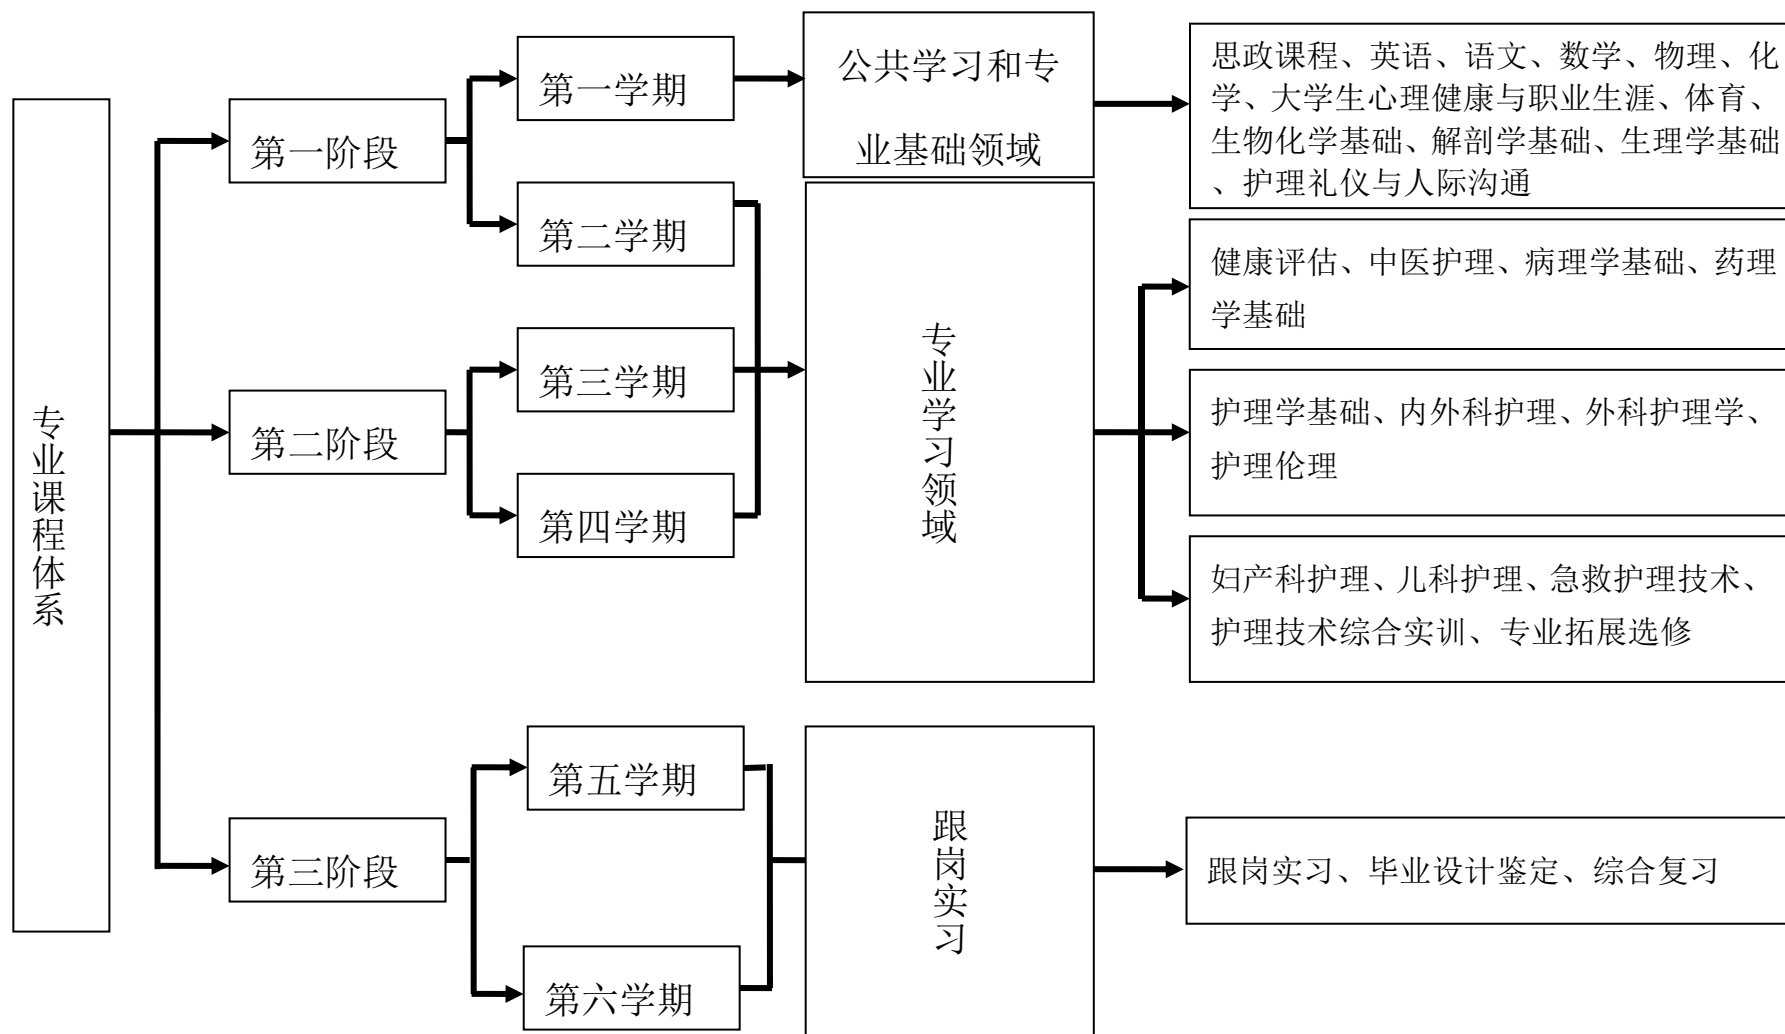 专业课程体系
第一阶段
第二阶段
第三阶段
第一学期
第二学期
第三学期
第四学期
第五学期
第六学期
公共学习和专
业基础领域
专业学习领域
跟岗实习
思政课程、英语、语文、数学、物理、化
学、大学生心理健康与职业生涯、体育、
生物化学基础、解剖学基础、生理学基础
、护理礼仪与人际沟通
健康评估、中医护理、病理学基础、药理
学基础
护理学基础、内外科护理、外科护理学、
护理伦理
妇产科护理、儿科护理、急救护理技术、
护理技术综合实训、专业拓展选修
跟岗实习、毕业设计鉴定、综合复习